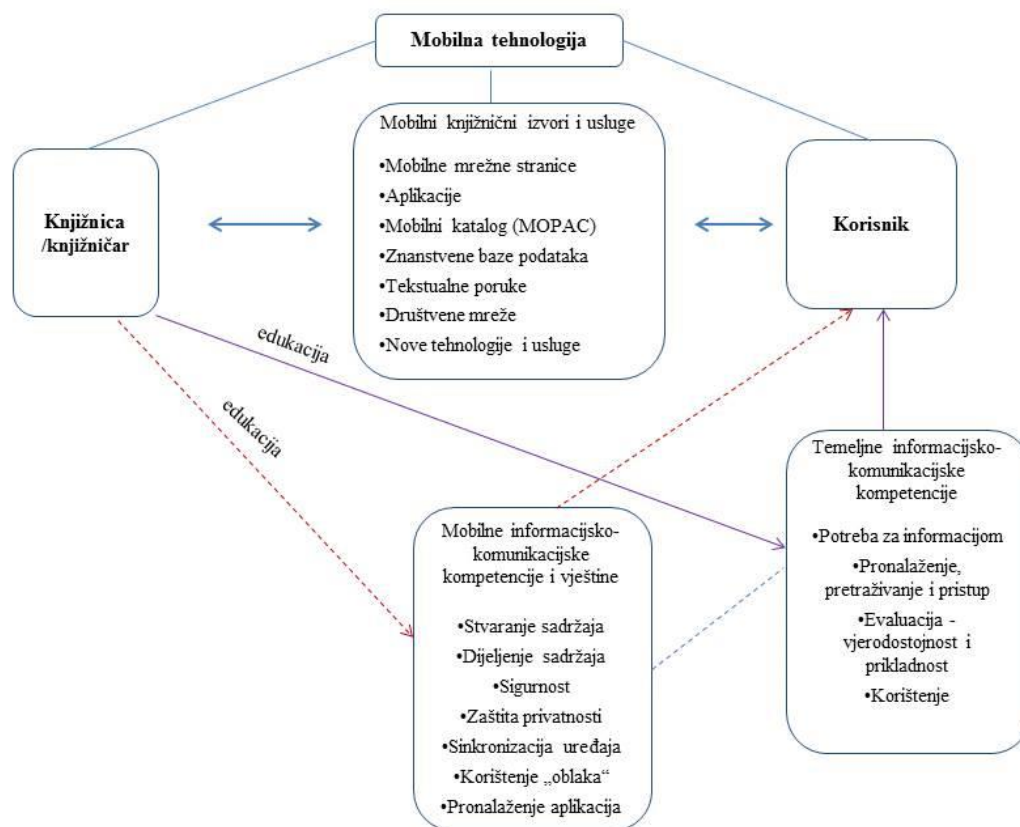 Mobilna tehnologija
Mobilni knjižnični izvori i usluge
•Mobilne mrežne stranice
•Aplikacije
•Mobilni katalog (MOPAC)
•Znanstvene baze podataka
•Tekstualne poruke
•Društvene mreže
•Nove tehnologije i usluge
Knjižnica
/knjižničar
Korisnik
edukacija
edukacija
Temeljne informacijsko-
komunikacijske
kompetencije
•Potreba za informacijom
•Pronalaženje,
pretraživanje i pristup
•Evaluacija -
vjerodostojnost i
prikladnost
•Korištenje
Mobilne informacijsko-
komunikacijske
kompetencije i vještine
•Stvaranje sadržaja
•Dijeljenje sadržaja
•Sigurnost
•Zaštita privatnosti
•Sinkronizacija uređaja
•Korištenje „oblaka“
•Pronalaženje aplikacija